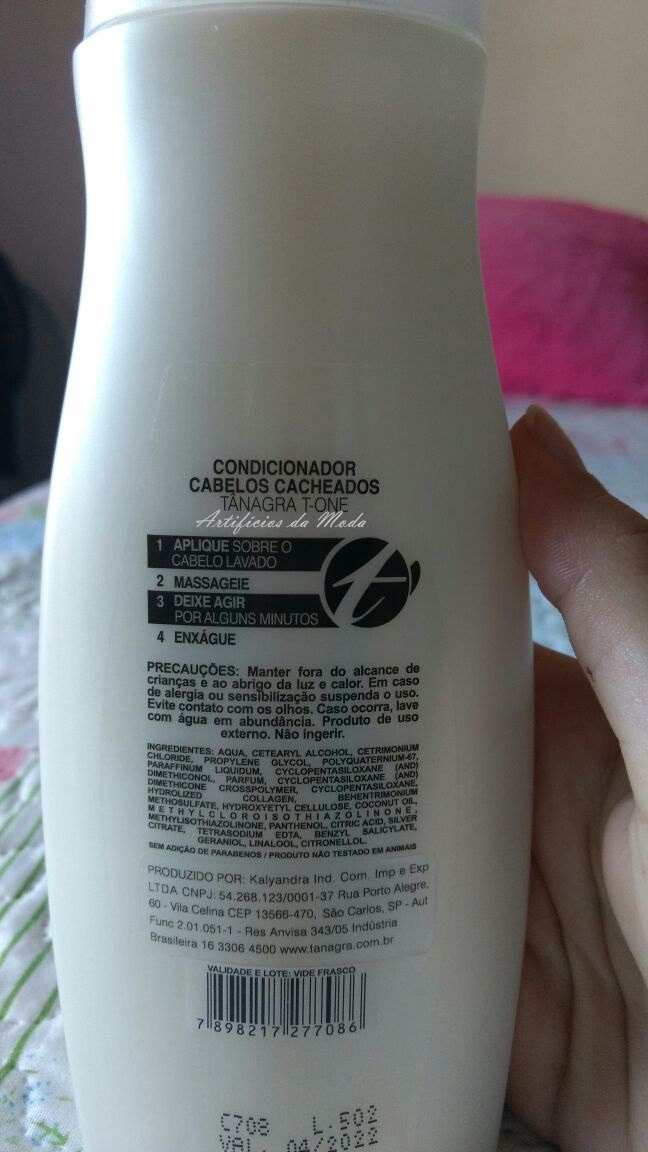 CONDICIONADOR
CABELOS CACHEADOS
TÂNAGRA T-ONE
Artifícios da Moda
1 APLIQUE SOBRE O
CABELO LAVADO
2 MASSAGEIE
3 DEIXE AGIR
POR ALGUNS MINUTOS
4 ENXÁGUE
t
PRECAUÇÕES: Manter fora do alcance de
crianças e ao abrigo da luz e calor. Em caso
de alergia ou sensibilização suspenda o uso.
Evite contato com os olhos. Caso ocorra, lave
com água em abundância. Produto de uso
externo. Não ingerir.
INGREDIENTES: AQUA, CETEARYL ALCOHOL, CETRIMONIUM
CHLORIDE, PROPYLENE GLYCOL, POLYQUATERNIUM-67,
PARAFFINUM LIQUIDUM, CYCLOPENTASILOXANE (AND)
DIMETHICONOL, PARFUM, CYCLOPENTASILOXANE (AND)
DIMETHICONE CROSSPOLYMER, CYCLOPENTASILOXANE,
HYDROLIZED COLLAGEN, BEHENTRIMONIUM
METHOSULFATE, HYDROXYETYL CELLULOSE, COCONUT OIL,
METHYLCLOROISOTHIAZOLINONE,
METHYLISOTHIAZOLINONE, PANTHENOL, CITRIC ACID, SILVER
CITRATE, TETRASODIUM EDTA, BENZYL SALICYLATE,
GERANIOL, LINALOOL, CITRONELLOL.
SEM ADIÇÃO DE PARABENOS / PRODUTO NÃO TESTADO EM ANIMAIS
PRODUZIDO POR: Kalyandra Ind. Com. Imp e Exp
LTDA CNPJ: 54.268.123/0001-37 Rua Porto Alegre,
60 - Vila Celina CEP 13566-470, São Carlos, SP - Aut
Func 2.01.051-1 - Res Anvisa 343/05 Indústria
Brasileira 16 3306 4500 www.tanagra.com.br
VALIDADE E LOTE: VIDE FRASCO
7 898217 277086
C708 L.502
VAL. 04/2022